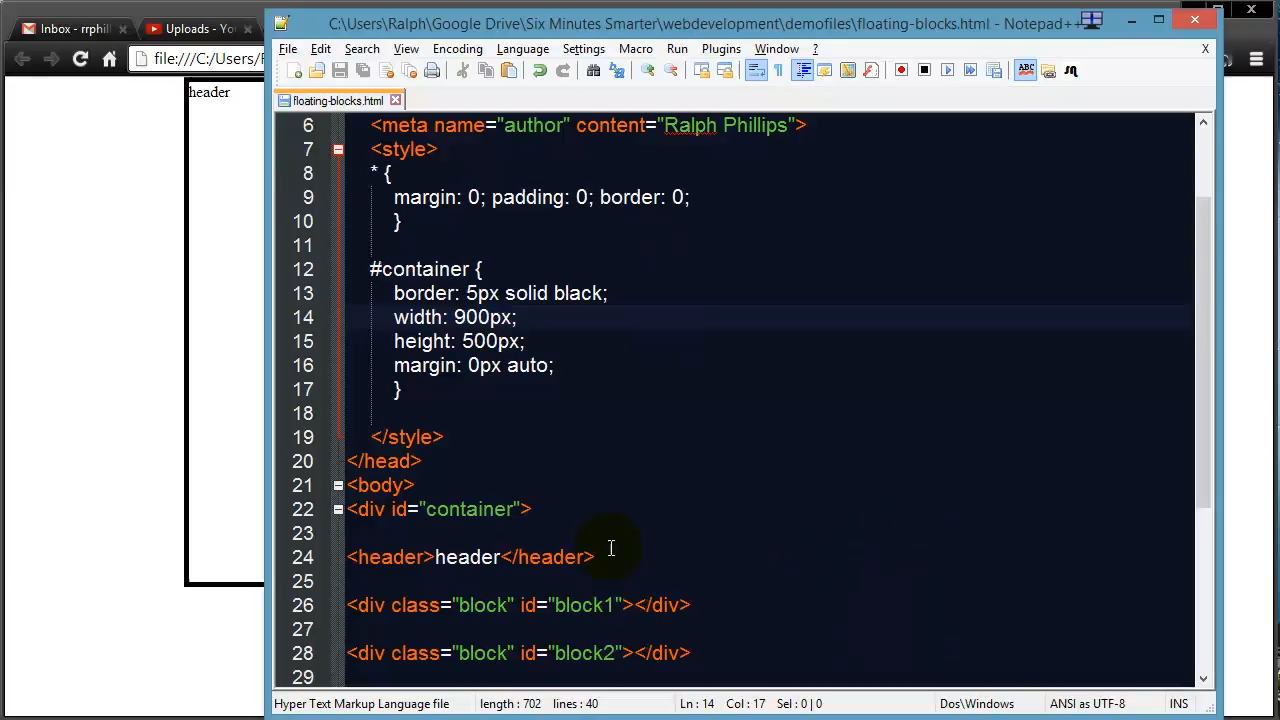 C:\Users\Ralph\Google Drive\Six Minutes Smarter\webdevelopment\demofiles\floating-blocks.html - Notepad++
Inbox - rrphill
Uploads - You
File Edit Search View Encoding Language Settings Macro Run Plugins Window ? X
file:///C:/Users/F
header
floating-blocks.html
6 <meta name="author" content="Ralph Phillips">
7 <style>
8 * {
9 margin: 0; padding: 0; border: 0;
10 }
11
12 #container {
13 border: 5px solid black;
14 width: 900px;
15 height: 500px;
16 margin: 0px auto;
17 }
18
19 </style>
20 </head>
21 <body>
22 <div id="container">
23
24 <header>header</header>
25
26 <div class="block" id="block1"></div>
27
28 <div class="block" id="block2"></div>
29
Hyper Text Markup Language file length : 702 lines : 40 Ln : 14 Col : 17 Sel : 0 | 0 Dos\Windows ANSI as UTF-8 INS